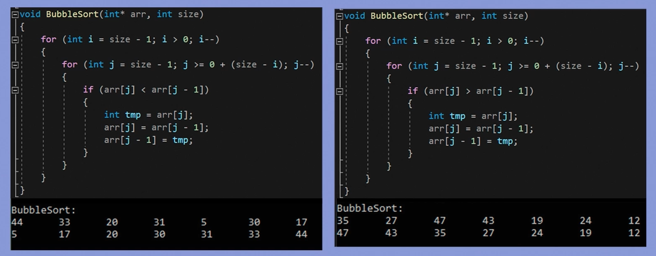 void BubbleSort(int* arr, int size)
{
for (int i = size - 1; i > 0; i--)
{
for (int j = size - 1; j >= 0 + (size - i); j--)
{
if (arr[j] < arr[j - 1])
{
int tmp = arr[j];
arr[j] = arr[j - 1];
arr[j - 1] = tmp;
}
}
}
}
BubbleSort:
44 33 20 31 5 30 17
5 17 20 30 31 33 44
void BubbleSort(int* arr, int size)
{
for (int i = size - 1; i > 0; i--)
{
for (int j = size - 1; j >= 0 + (size - i); j--)
{
if (arr[j] > arr[j - 1])
{
int tmp = arr[j];
arr[j] = arr[j - 1];
arr[j - 1] = tmp;
}
}
}
}
BubbleSort:
35 27 47 43 19 24 12
47 43 35 27 24 19 12